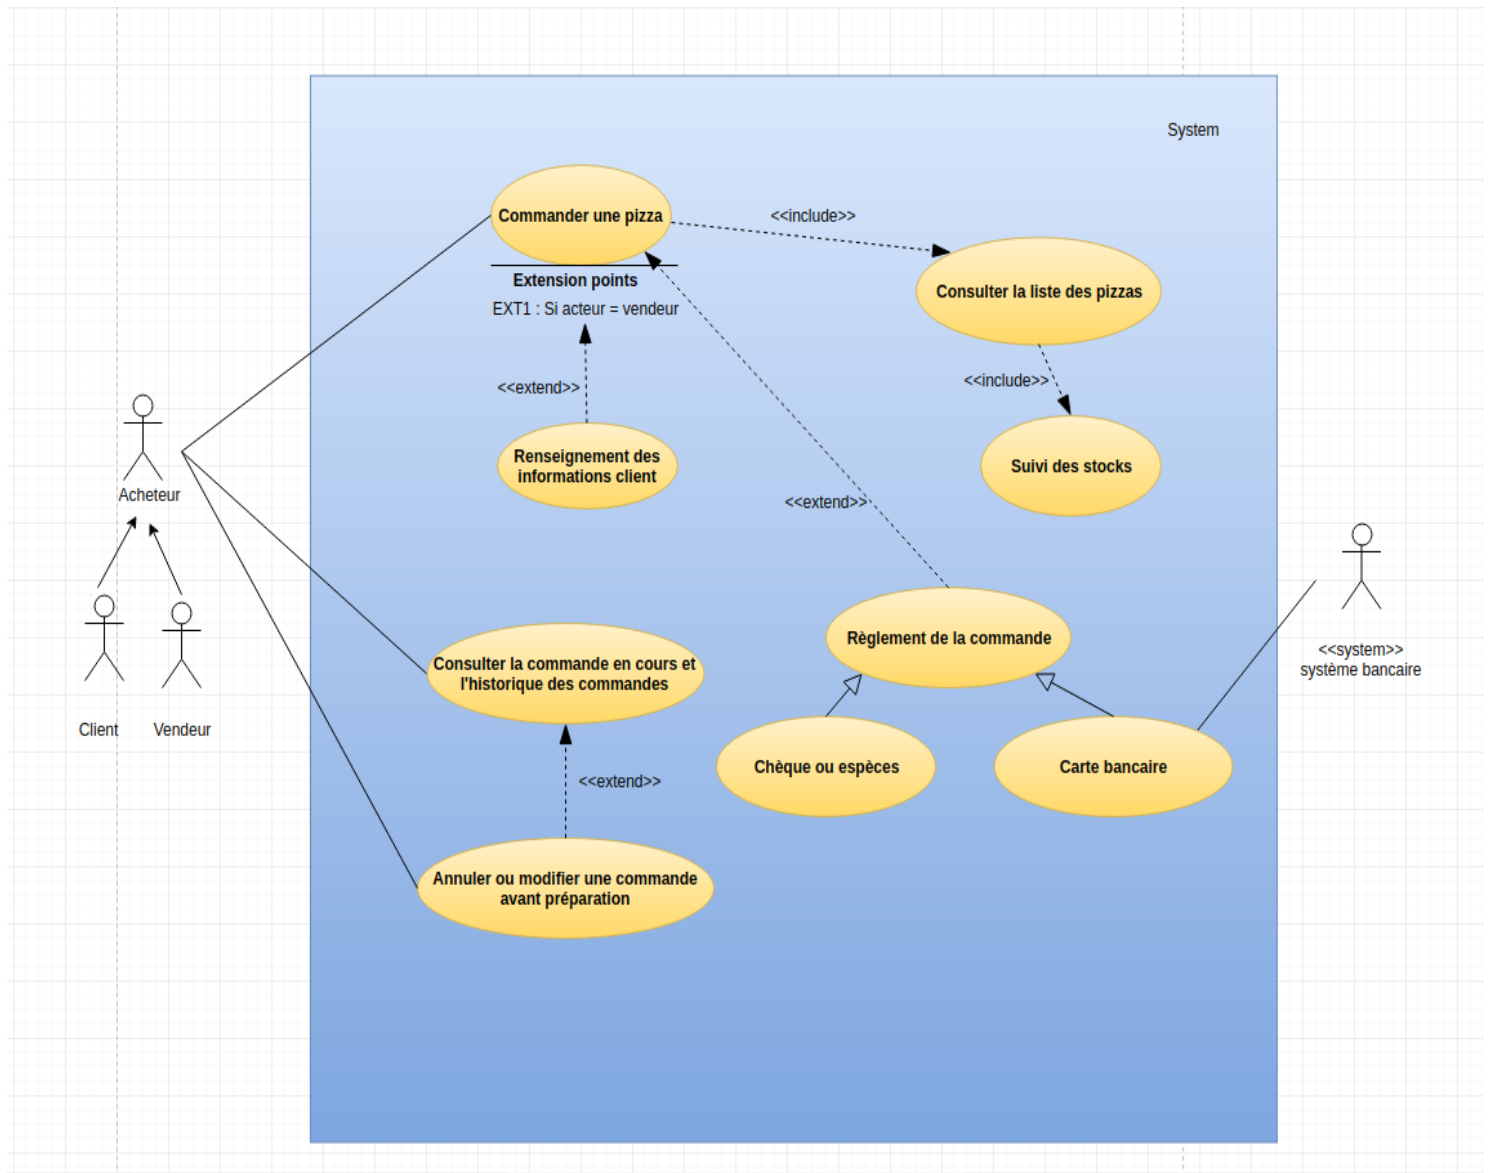 System
Commander une pizza
<<include>>
Extension points
EXT1 : Si acteur = vendeur
Consulter la liste des pizzas
<<extend>>
<<include>>
Renseignement des
informations client
Suivi des stocks
Acheteur
<<extend>>
Règlement de la commande
<<system>>
système bancaire
Consulter la commande en cours et
l'historique des commandes
Client
Vendeur
<<extend>>
Chèque ou espèces
Carte bancaire
Annuler ou modifier une commande
avant préparation